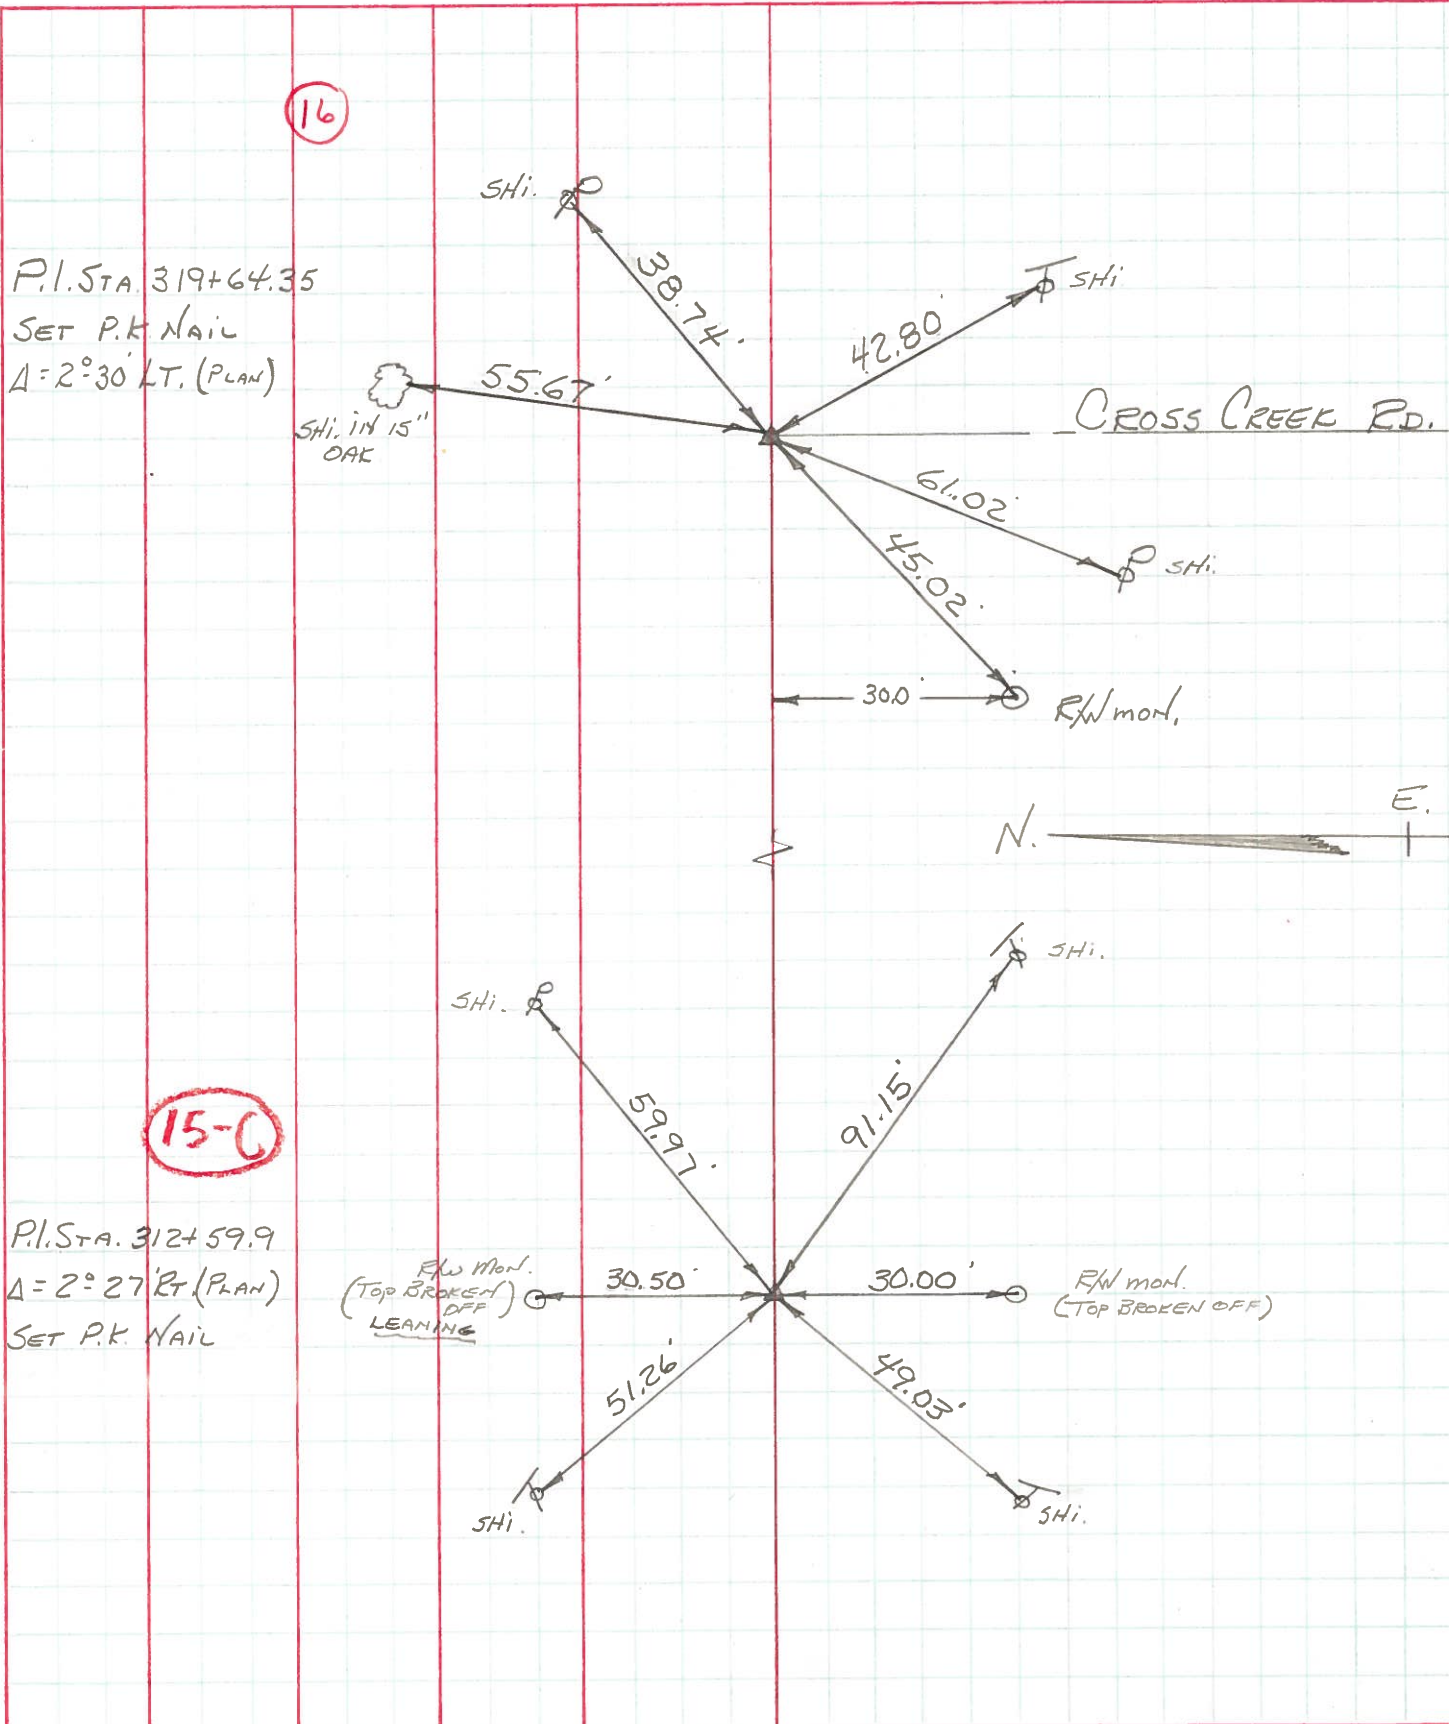 16
SHi.
38.74'
P.I. STA. 319+64.35
SET P.K. NAIL
Δ=2°30' LT. (PLAN)
SHi
42.80'
55.67'
SHi. IN 15"
OAK
CROSS CREEK RD.
61.02'
SHi.
45.02'
30.0'
R/W MON.
N.
E.
SHi.
SHi.
59.97'
91.15'
15-C
P.I. STA. 312+59.9
Δ=2°27' RT. (PLAN)
SET P.K. NAIL
R/W MON.
(TOP BROKEN
OFF)
LEANING
30.50'
30.00'
R/W MON.
(TOP BROKEN OFF)
51.26'
49.03'
SHi.
SHi.